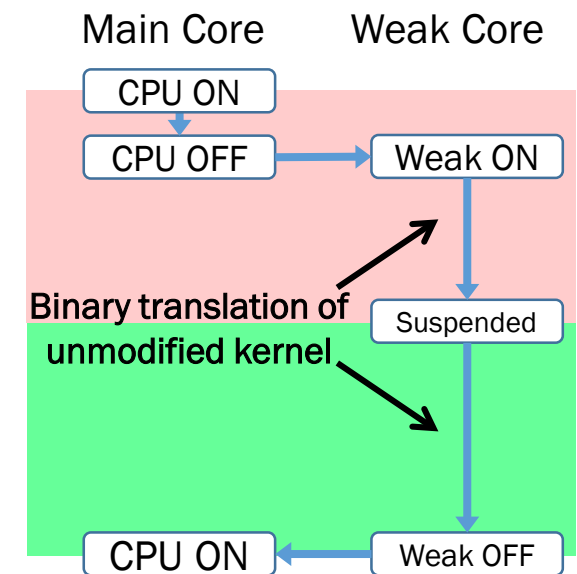 Main Core
Weak Core
CPU ON
CPU OFF
Weak ON
Binary translation of
unmodified kernel
Suspended
CPU ON
Weak OFF